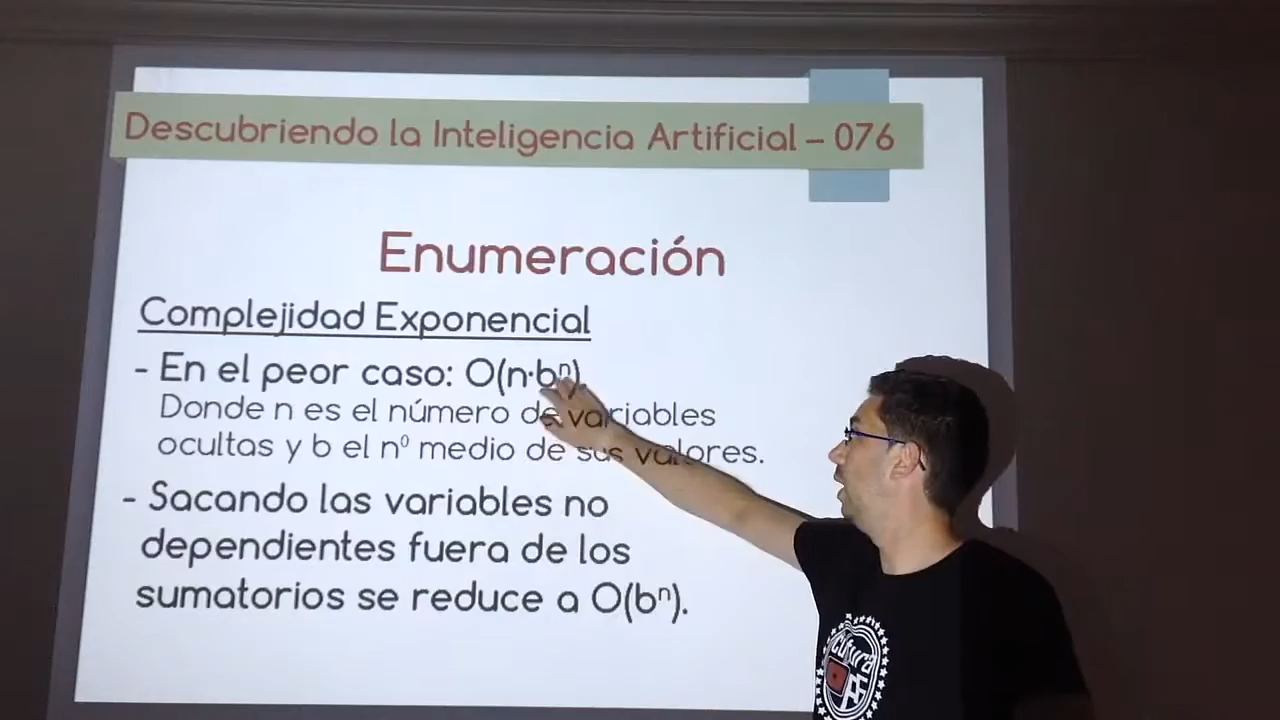 Descubriendo la Inteligencia Artificial – 076
Enumeración
Complejidad Exponencial
- En el peor caso: O(n·bⁿ)
Donde n es el número de variables
ocultas y b el nº medio de sus valores.
- Sacando las variables no
dependientes fuera de los
sumatorios se reduce a O(bⁿ).